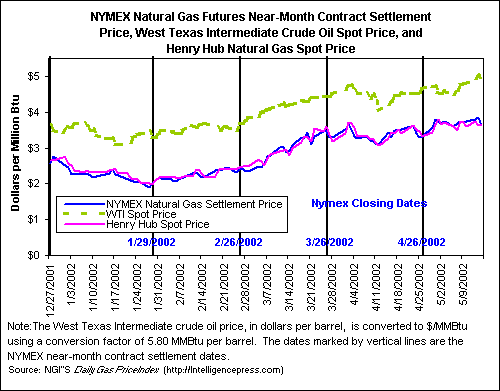 NYMEX Natural Gas Futures Near-Month Contract Settlement
Price, West Texas Intermediate Crude Oil Spot Price, and
Henry Hub Natural Gas Spot Price
Dollars per Million Btu
$5
$4
$3
$2
$1
$0
NYMEX Natural Gas Settlement Price
WTI Spot Price
Henry Hub Spot Price
Nymex Closing Dates
1/29/2002
2/26/2002
3/26/2002
4/26/2002
12/27/2001
1/3/2002
1/10/2002
1/17/2002
1/24/2002
1/31/2002
2/7/2002
2/14/2002
2/21/2002
2/28/2002
3/7/2002
3/14/2002
3/21/2002
3/28/2002
4/4/2002
4/11/2002
4/18/2002
4/25/2002
5/2/2002
5/9/2002
Note:The West Texas Intermediate crude oil price, in dollars per barrel, is converted to $/MMBtu
using a conversion factor of 5.80 MMBtu per barrel. The dates marked by vertical lines are the
NYMEX near-month contract settlement dates.
Source: NGI"S Daily Gas PriceIndex (http://intelligencepress.com)